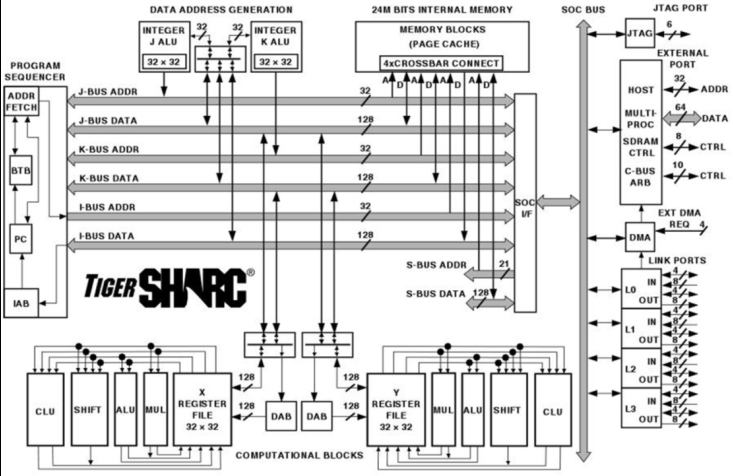 DATA ADDRESS GENERATION
24M BITS INTERNAL MEMORY
SOC BUS
JTAG PORT
INTEGER
J ALU
32 × 32
32
32
INTEGER
K ALU
32 × 32
MEMORY BLOCKS
(PAGE CACHE)
4xCROSSBAR CONNECT
A D A D A D A D
JTAG
6
PROGRAM
SEQUENCER
ADDR
FETCH
BTB
PC
IAB
J-BUS ADDR
32
J-BUS DATA
128
K-BUS ADDR
32
K-BUS DATA
128
I-BUS ADDR
32
I-BUS DATA
128
S-BUS ADDR
21
S-BUS DATA
128
SOC
I/F
EXTERNAL
PORT
HOST
32
ADDR
MULTI-
PROC
64
DATA
SDRAM
CTRL
8
CTRL
C-BUS
ARB
10
CTRL
EXT DMA
REQ
4
DMA
LINK PORTS
L0
IN
4
8
OUT
4
8
L1
IN
4
8
OUT
4
8
L2
IN
4
8
OUT
4
8
L3
IN
4
8
OUT
4
8
TIGER SHARC®
CLU
SHIFT
ALU
MUL
X
REGISTER
FILE
32 × 32
128
128
DAB
DAB
128
128
Y
REGISTER
FILE
32 × 32
MUL
ALU
SHIFT
CLU
COMPUTATIONAL BLOCKS